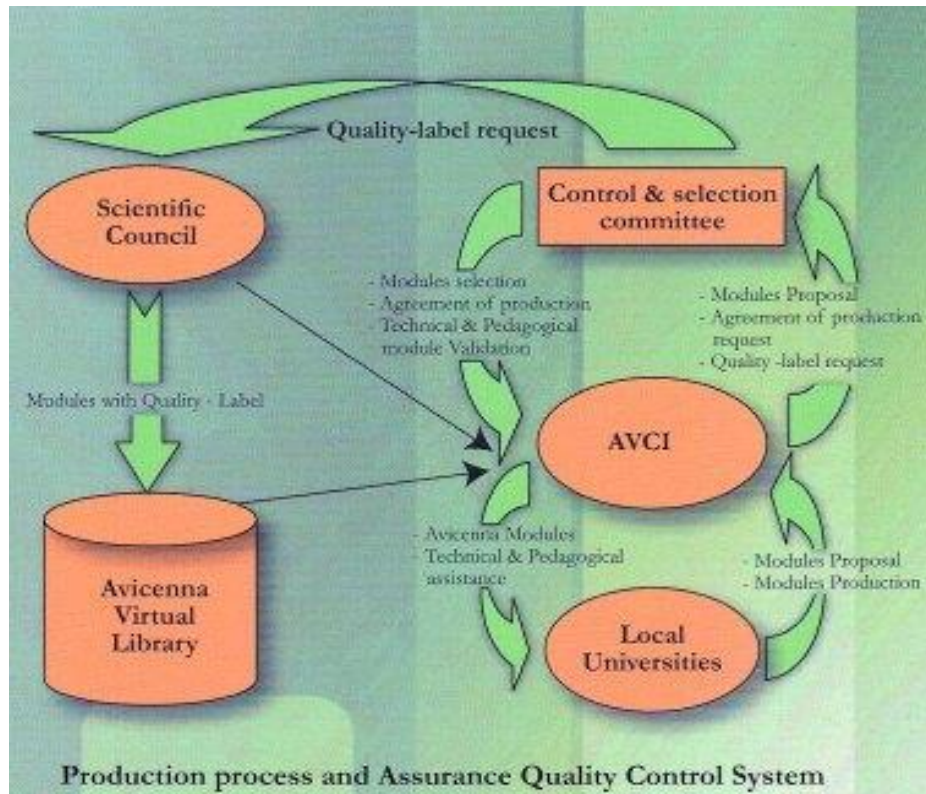 Quality-label request
Scientific
Council
Control & selection
committee
- Modules selection
- Agreement of production
- Technical & Pedagogical
module Validation
- Modules Proposal
- Agreement of production
request
- Quality -label request
Modules with Quality - Label
AVCI
Avicenna
Virtual
Library
- Avicenna Modules
- Technical & Pedagogical
assistance
- Modules Proposal
- Modules Production
Local
Universities
Production process and Assurance Quality Control System